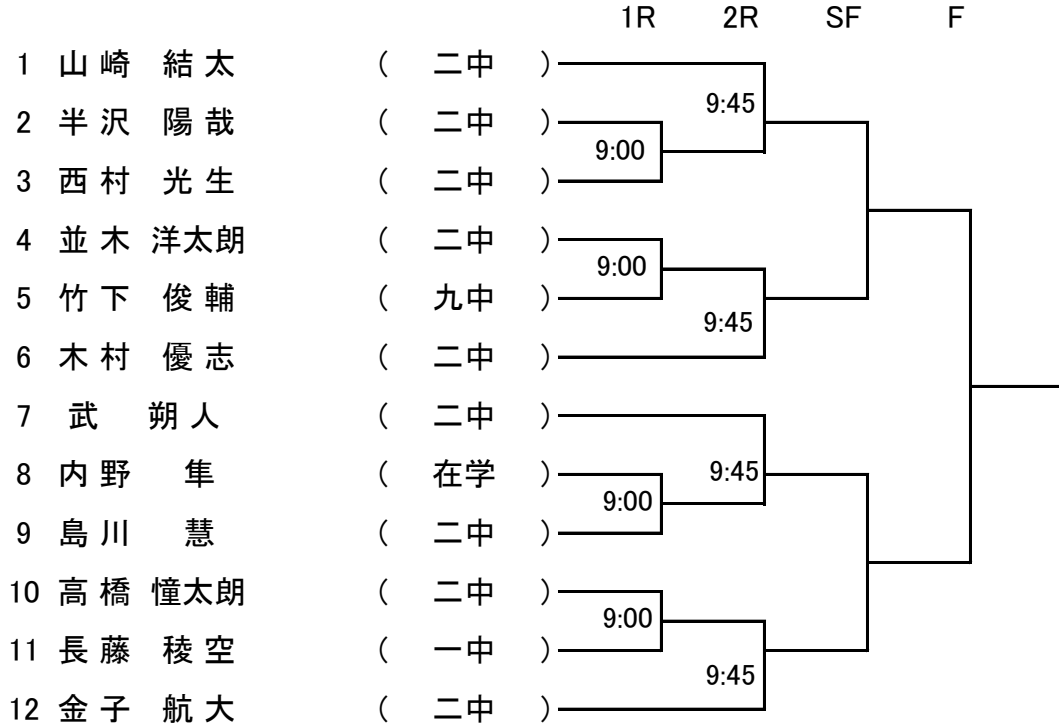 1R 2R SF F
1 山崎 結太 ( 二中 )
9:45
2 半沢 陽哉 ( 二中 )
9:00
3 西村 光生 ( 二中 )
4 並木 洋太朗 ( 二中 )
9:00
5 竹下 俊輔 ( 九中 )
9:45
6 木村 優志 ( 二中 )
7 武 朔人 ( 二中 )
8 内野 隼 ( 在学 ) 9:45
9:00
9 島川 慧 ( 二中 )
10 高橋 憧太朗 ( 二中 )
9:00
11 長藤 稜空 ( 一中 )
9:45
12 金子 航大 ( 二中 )